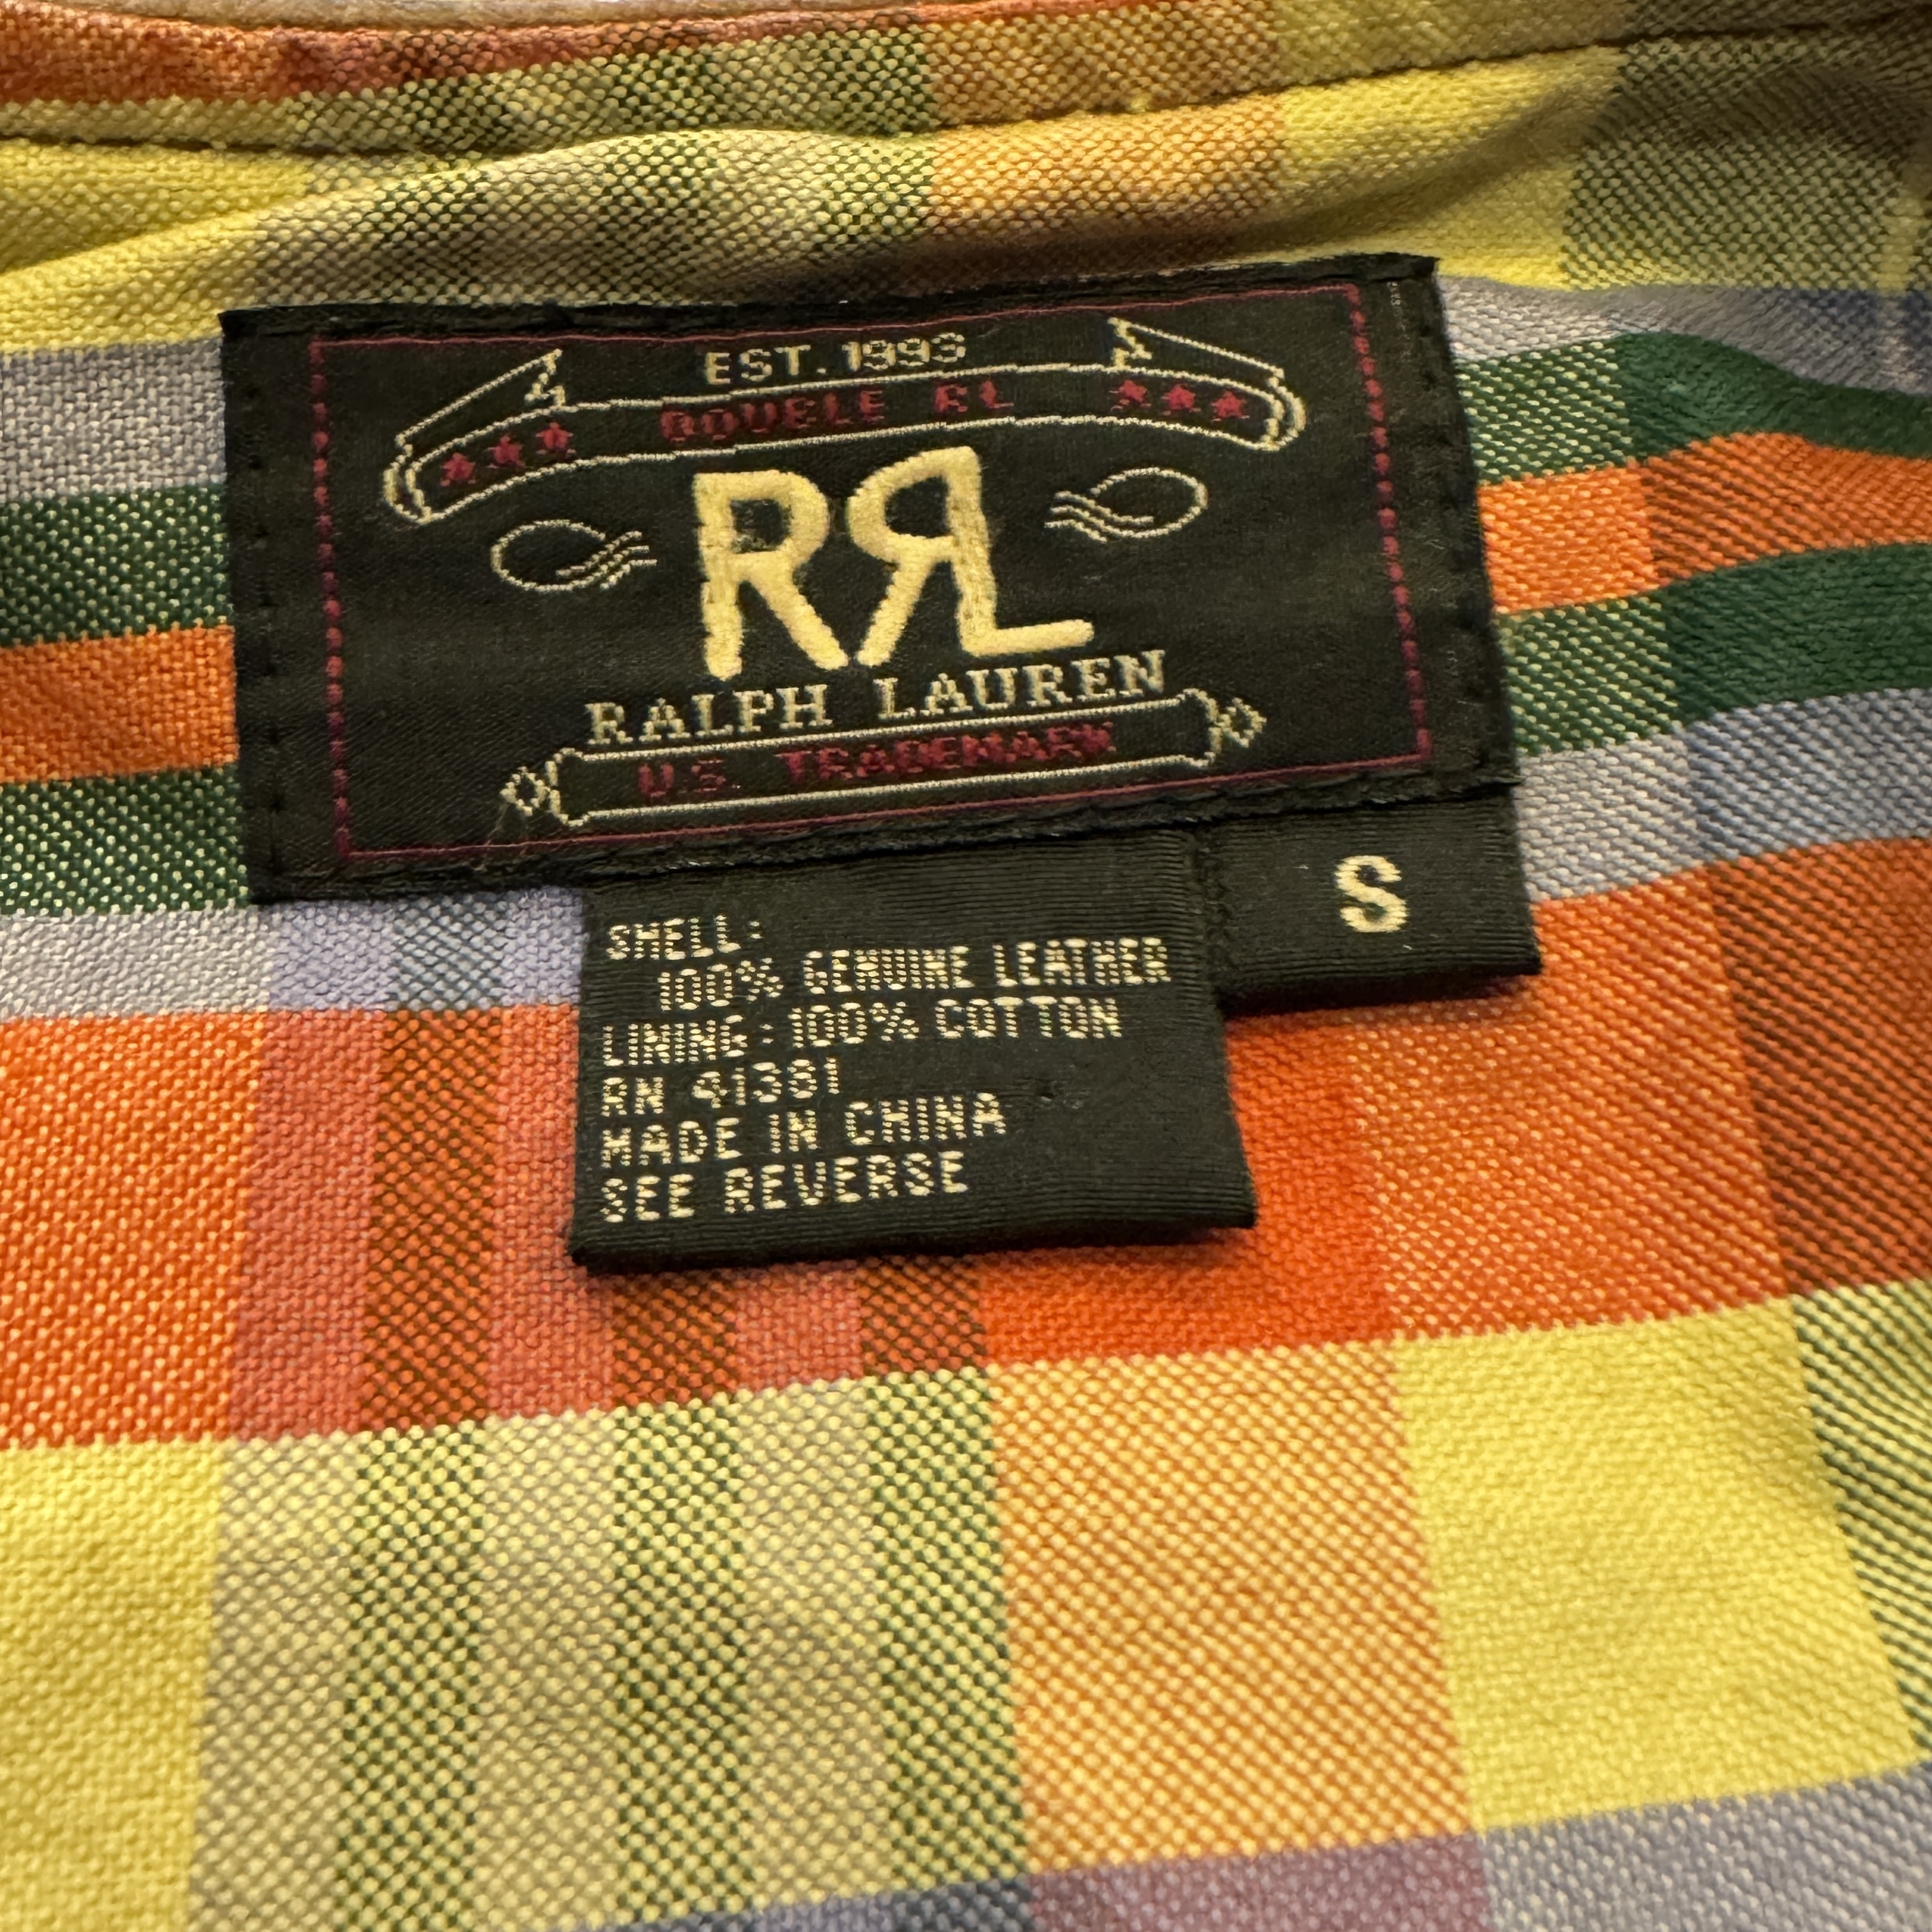 EST. 1993
DOUBLE RL
RRL
RALPH LAUREN
U.S. TRADEMARK
S
SHELL:
100% GENUINE LEATHER
LINING: 100% COTTON
RN 41381
MADE IN CHINA
SEE REVERSE